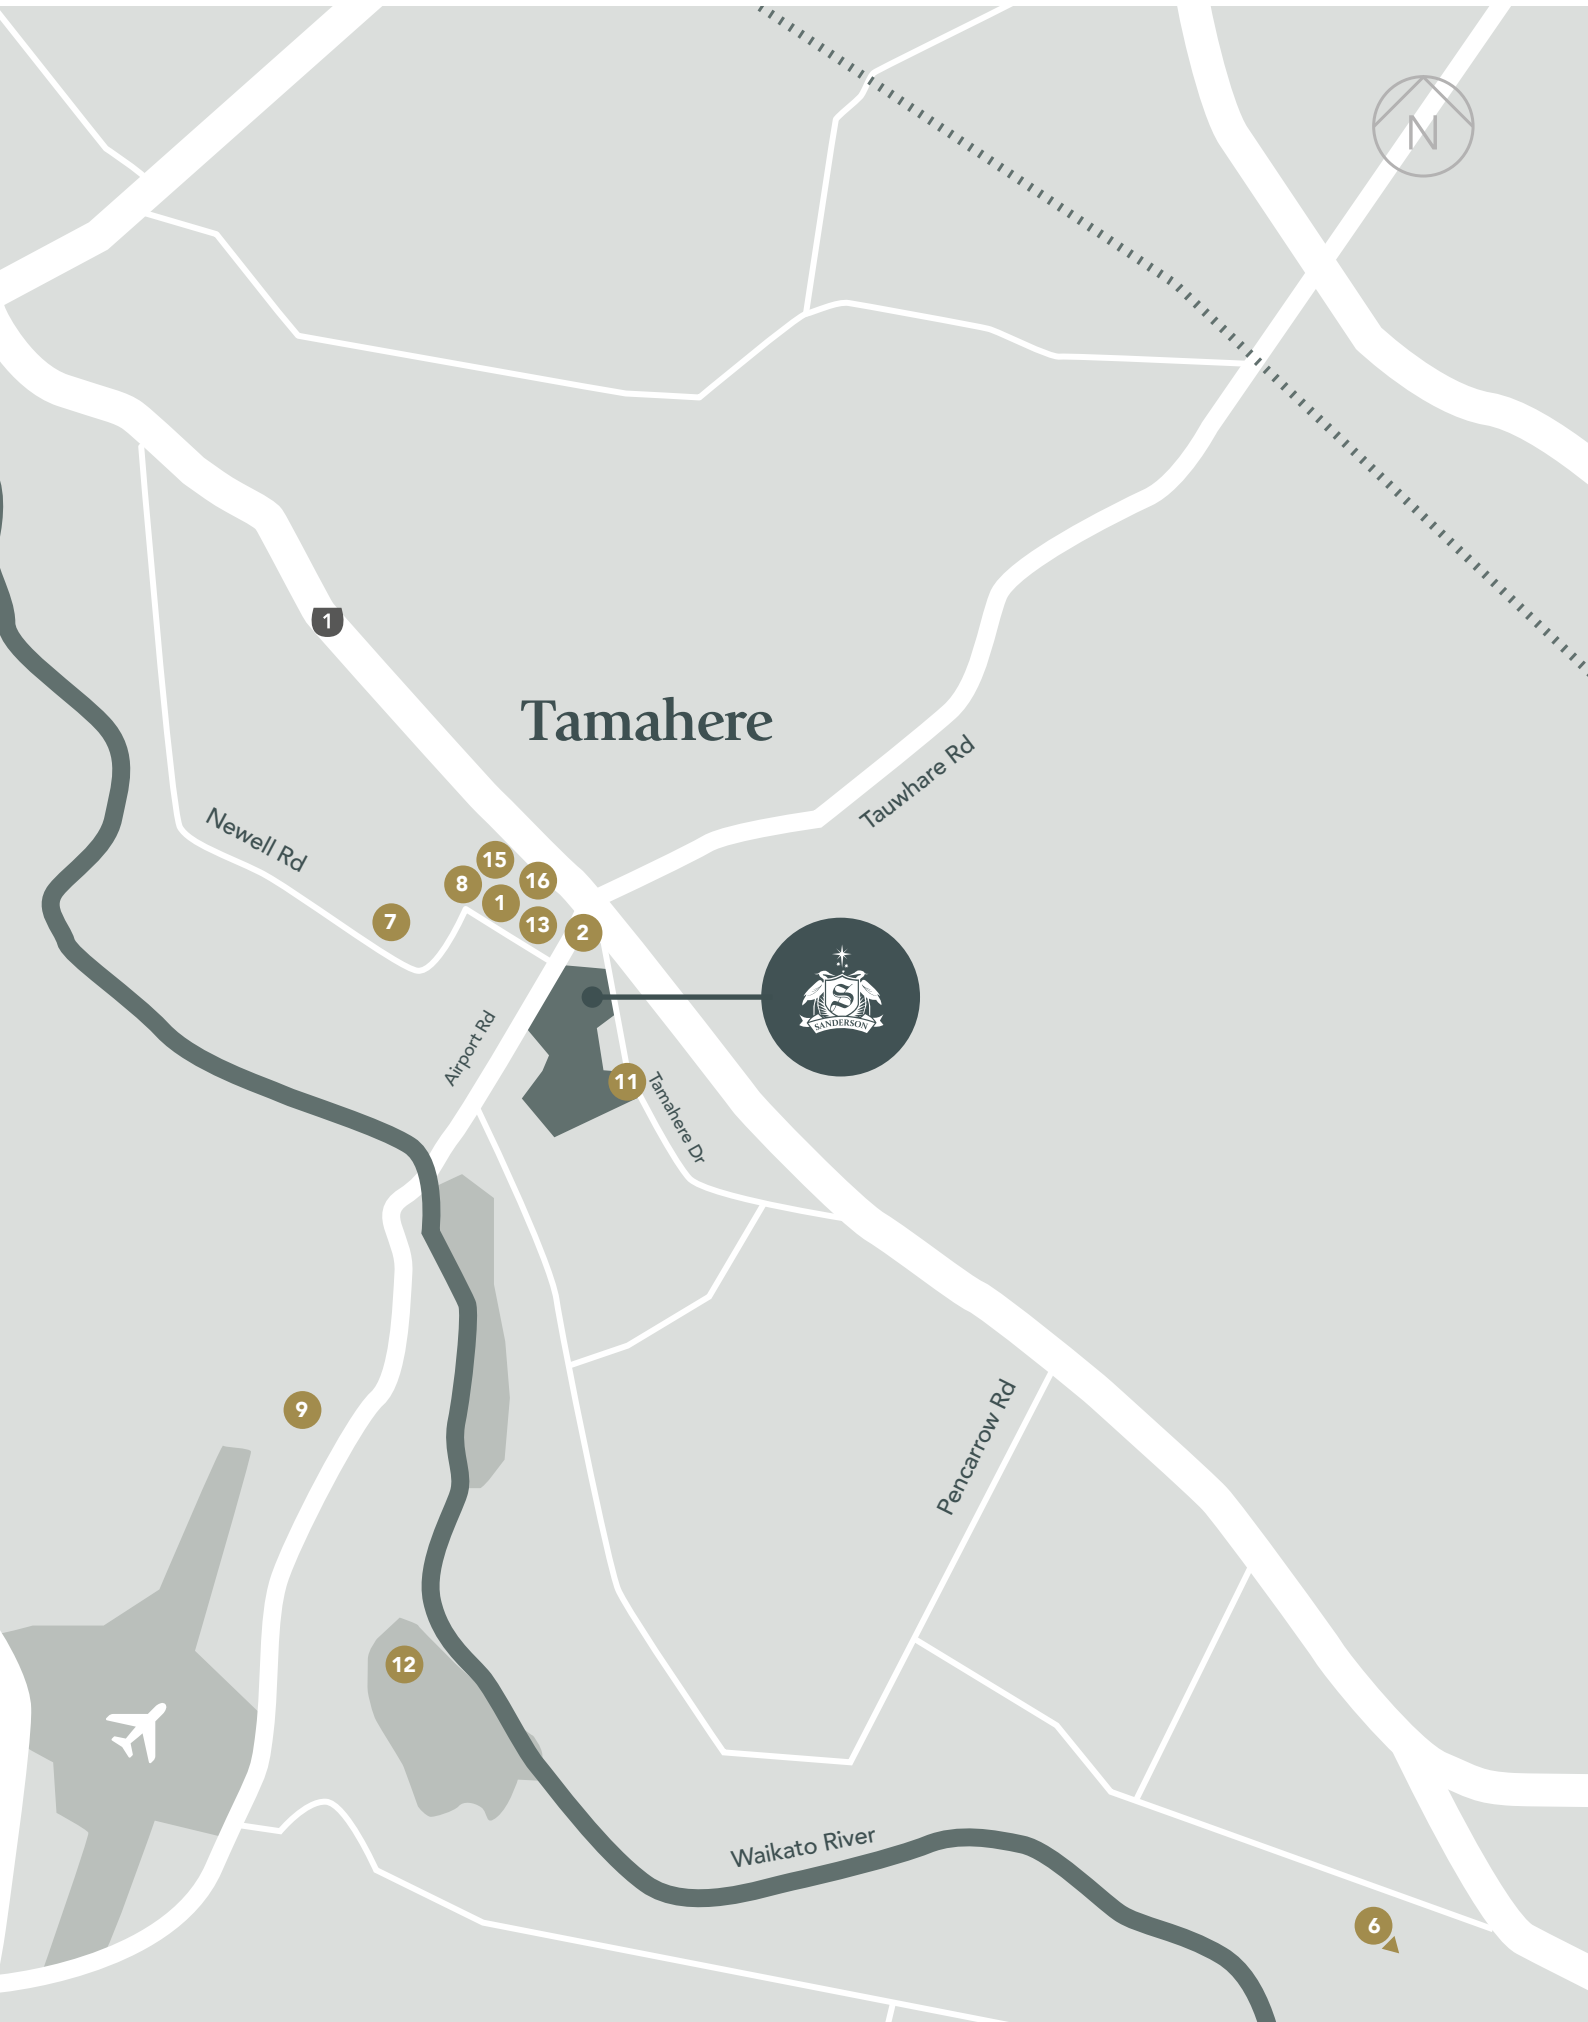 N
1
Tamahere
Tauwhare Rd
Newell Rd
15
8
16
1
7
13
2
S
SANDERSON
Airport Rd
11
Tamahere Dr
Pencarrow Rd
9
12
Waikato River
6